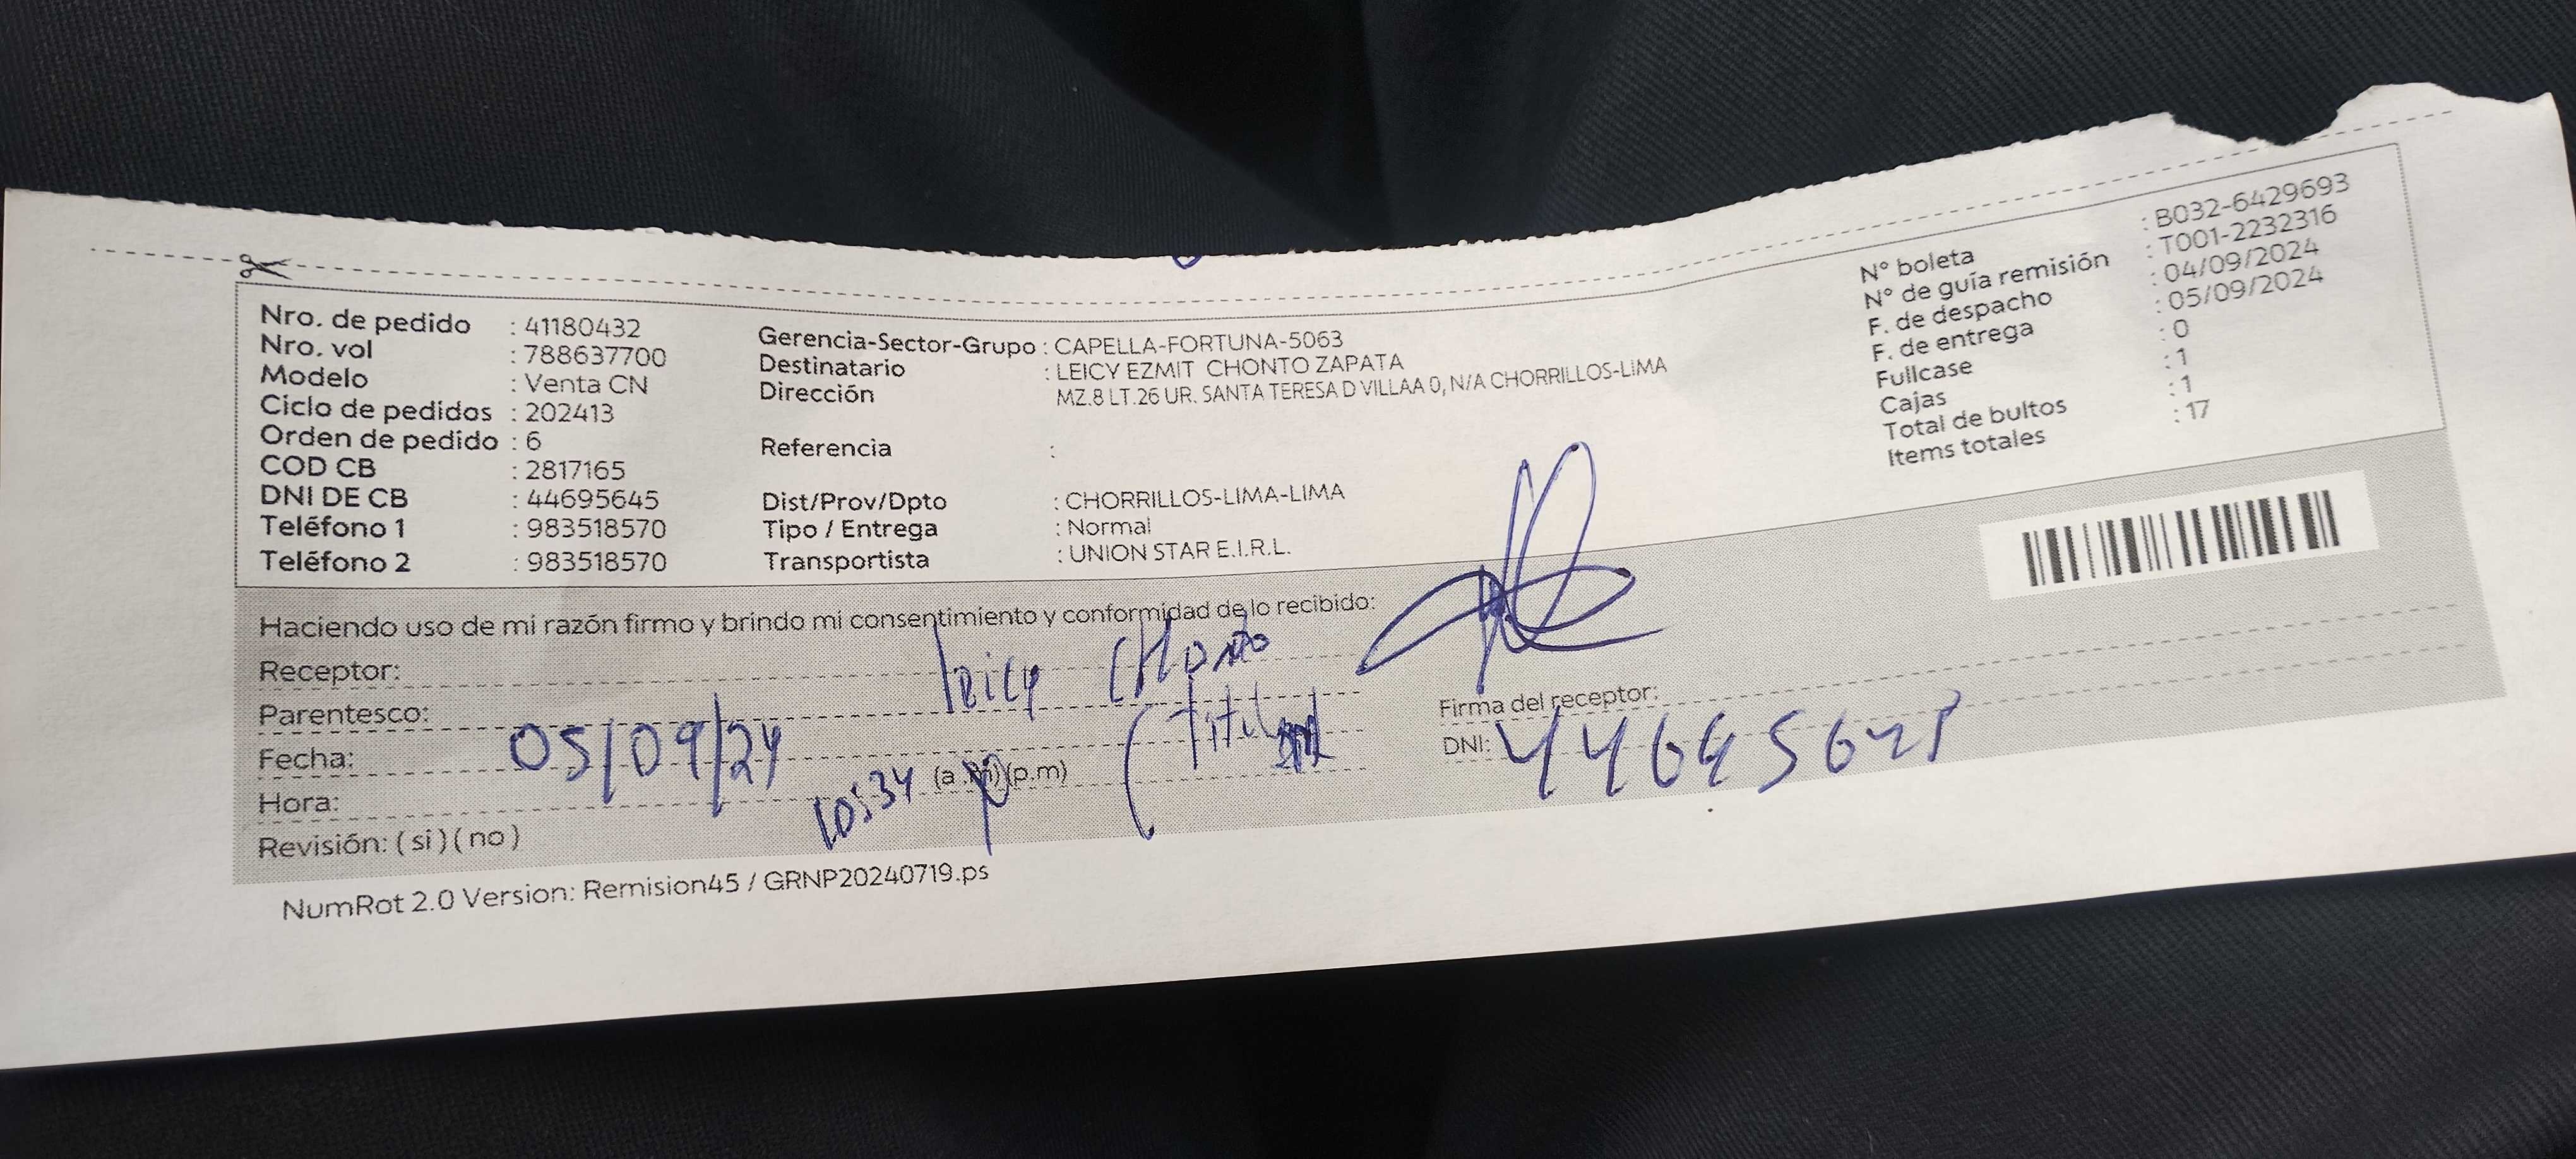 Nro. de pedido : 41180432
Nro. vol : 788637700
Modelo : Venta CN
Ciclo de pedidos : 202413
Orden de pedido : 6
COD CB : 2817165
DNI DE CB : 44695645
Teléfono 1 : 983518570
Teléfono 2 : 983518570
Gerencia-Sector-Grupo : CAPELLA-FORTUNA-5063
Destinatario : LEICY EZMIT CHONTO ZAPATA
Dirección MZ.8 LT.26 UR. SANTA TERESA D VILLAA 0, N/A CHORRILLOS-LIMA
Referencia :
Dist/Prov/Dpto : CHORRILLOS-LIMA-LIMA
Tipo / Entrega : Normal
Transportista : UNION STAR E.I.R.L.
N° boleta : B032-6429693
N° de guía remisión : T001-2232316
F. de despacho : 04/09/2024
F. de entrega : 05/09/2024
Fullcase : 0
Cajas : 1
Total de bultos : 1
Items totales : 17
Haciendo uso de mi razón firmo y brindo mi consentimiento y conformidad de lo recibido:
Receptor: leicy CHonto
Parentesco: (Titular
Fecha: 05/09/24
Hora: 10:34 (a.m)(p.m)
Revisión: (si)(no)
Firma del receptor:
DNI:
NumRot 2.0 Version: Remision45 / GRNP20240719.ps